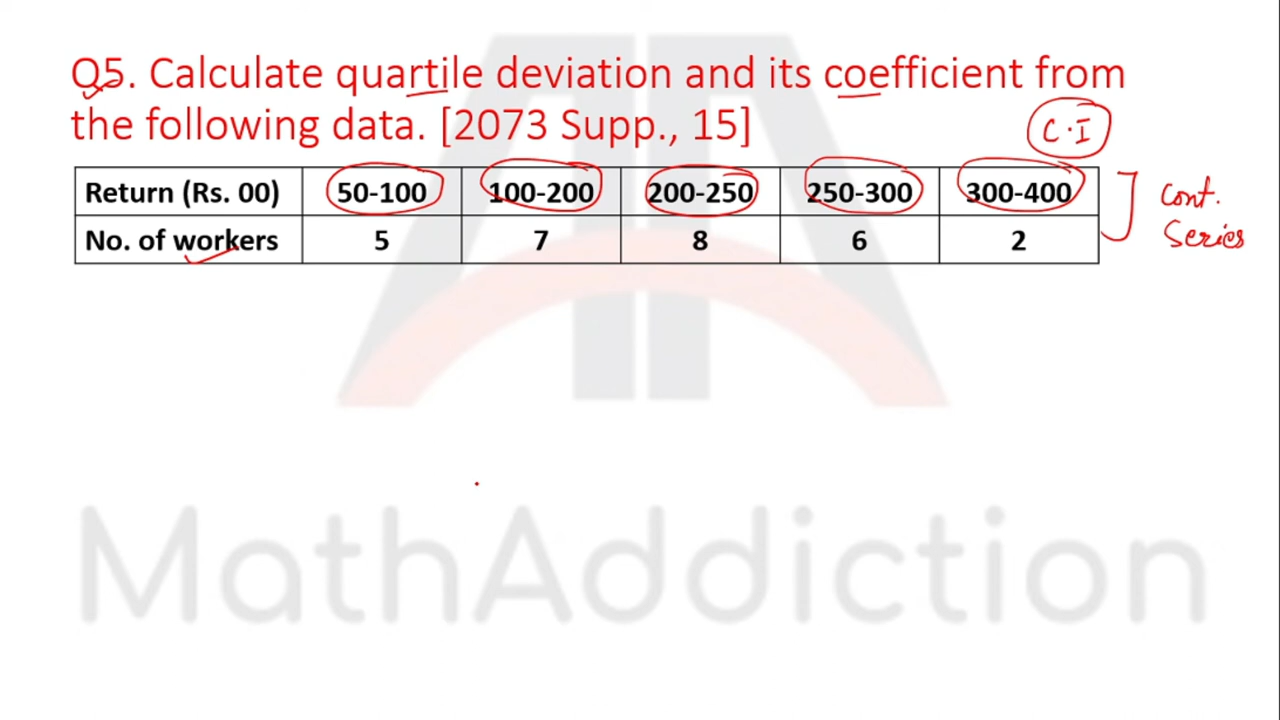 Q5. Calculate quartile deviation and its coefficient from
the following data. [2073 Supp., 15]
C.I
Return (Rs. 00) 50-100 100-200 200-250 250-300 300-400
No. of workers 5 7 8 6 2
Cont.
Series
MathAddiction